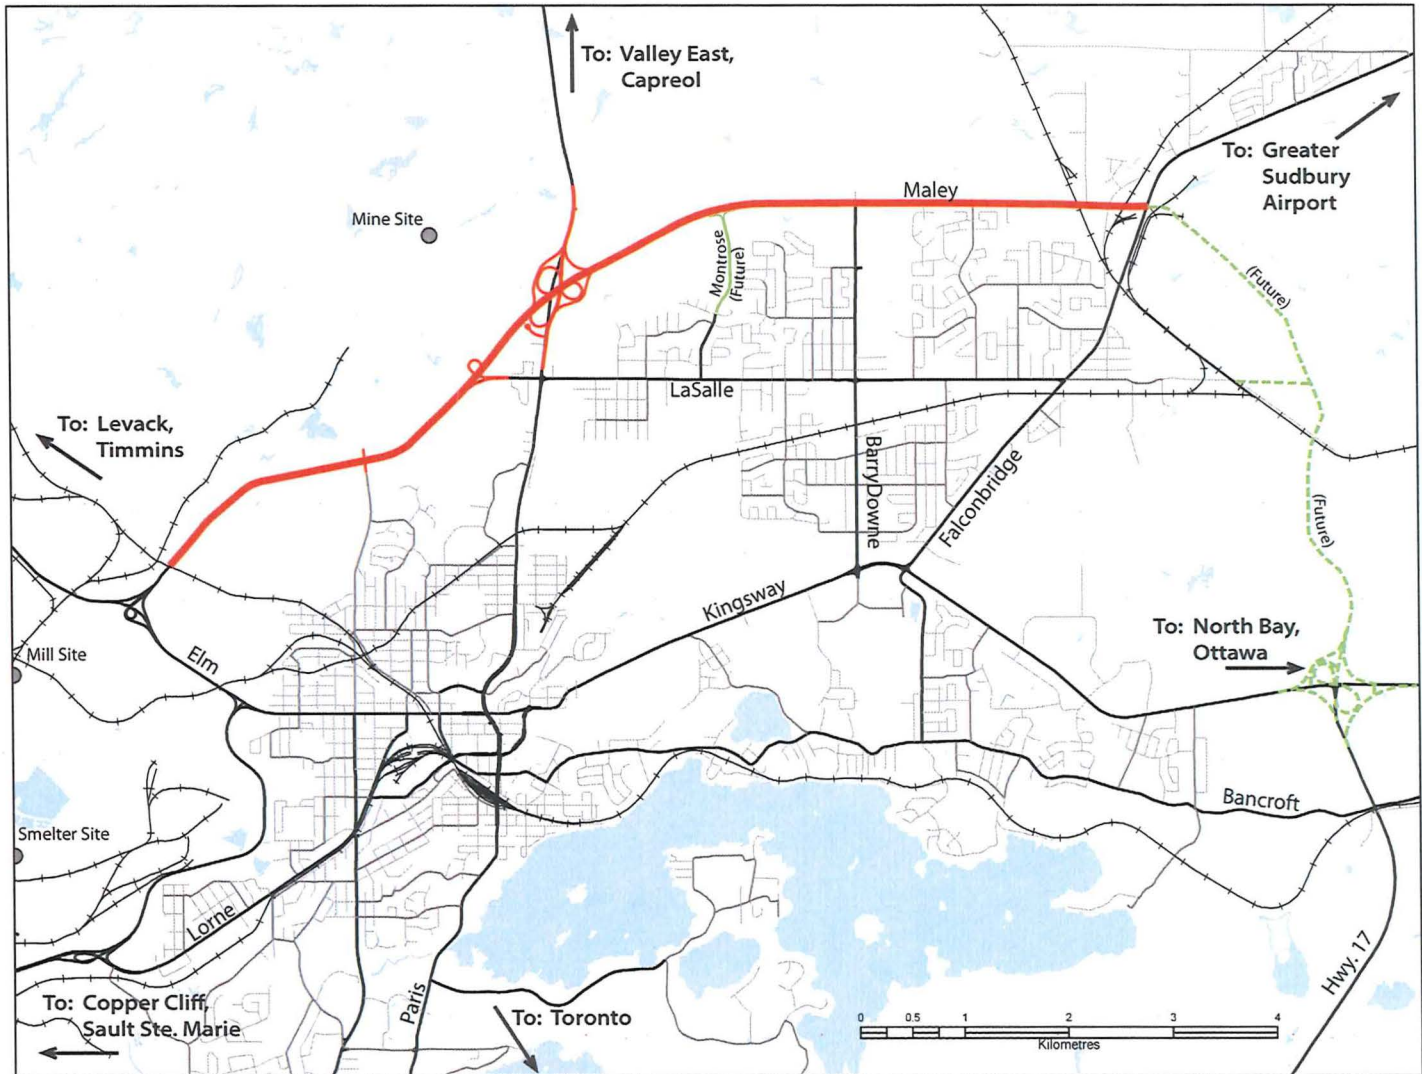 To: Valley East,
Capreol
To: Greater
Sudbury
Airport
Maley
Mine Site
Montrose
(Future)
(Future)
LaSalle
To: Levack,
Timmins
BarryDowne
Falconbridge
(Future)
Kingsway
To: North Bay,
Ottawa
Elm
Mill Site
Bancroft
Smelter Site
Lorne
Hwy. 17
Paris
To: Copper Cliff,
Sault Ste. Marie
To: Toronto
0 0.5 1 2 3 4
Kilometres